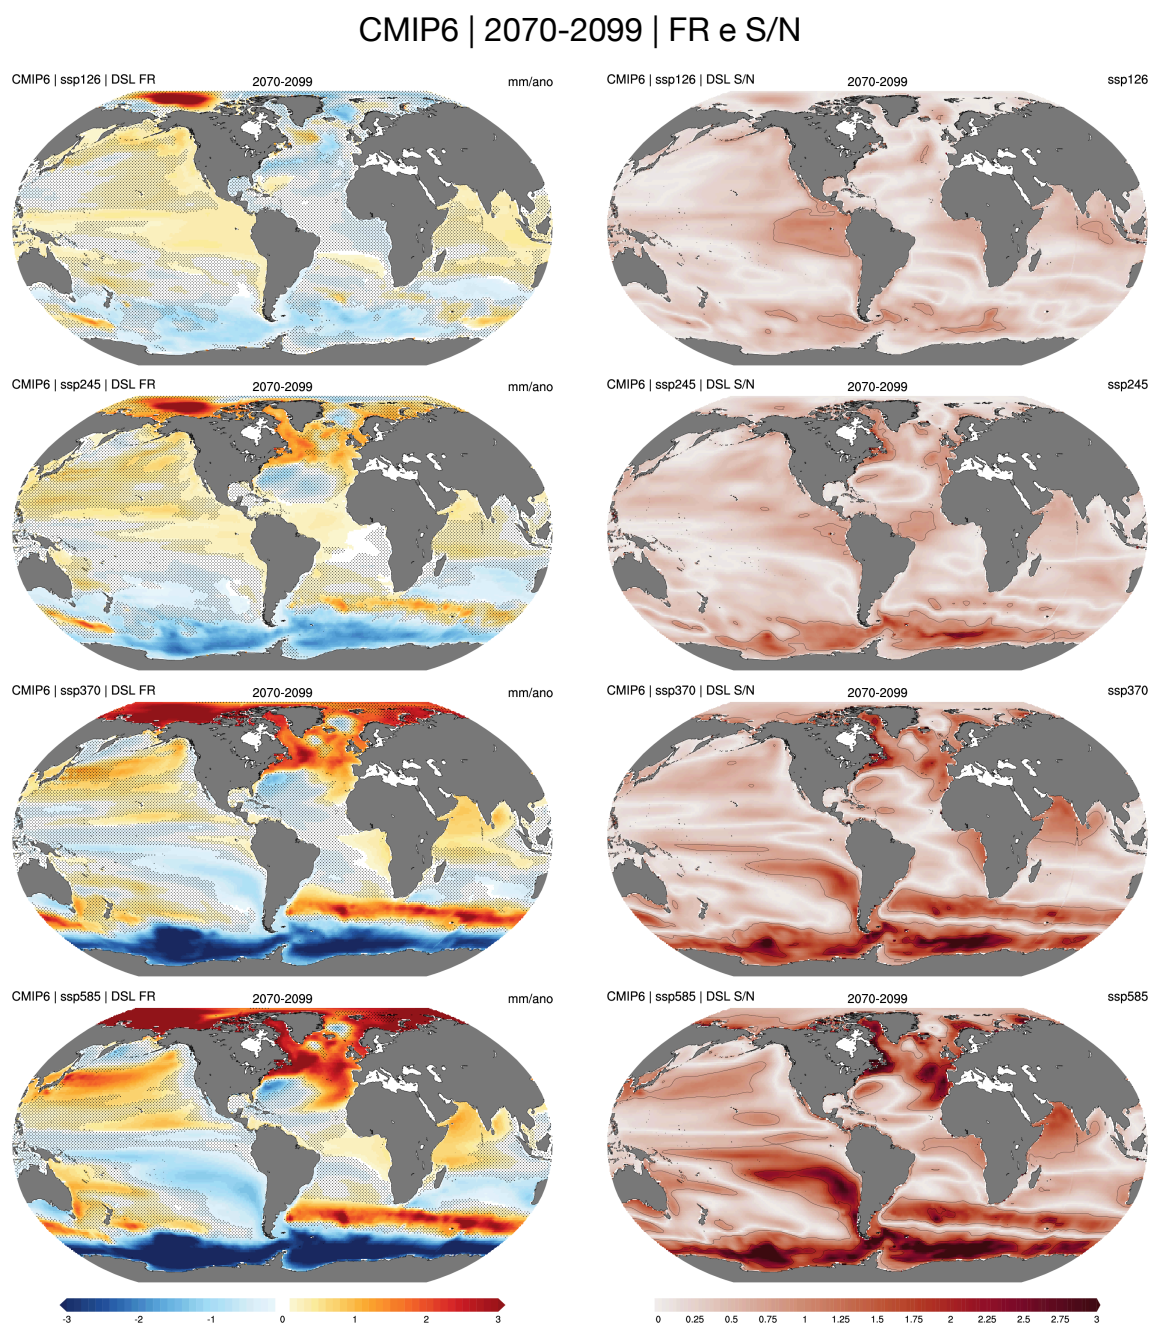 CMIP6 | 2070-2099 | FR e S/N
CMIP6 | ssp126 | DSL FR 2070-2099 mm/ano
CMIP6 | ssp126 | DSL S/N 2070-2099 ssp126
CMIP6 | ssp245 | DSL FR 2070-2099 mm/ano
CMIP6 | ssp245 | DSL S/N 2070-2099 ssp245
CMIP6 | ssp370 | DSL FR 2070-2099 mm/ano
CMIP6 | ssp370 | DSL S/N 2070-2099 ssp370
CMIP6 | ssp585 | DSL FR 2070-2099 mm/ano
CMIP6 | ssp585 | DSL S/N 2070-2099 ssp585
-3 -2 -1 0 1 2 3
0 0.25 0.5 0.75 1 1.25 1.5 1.75 2 2.25 2.5 2.75 3